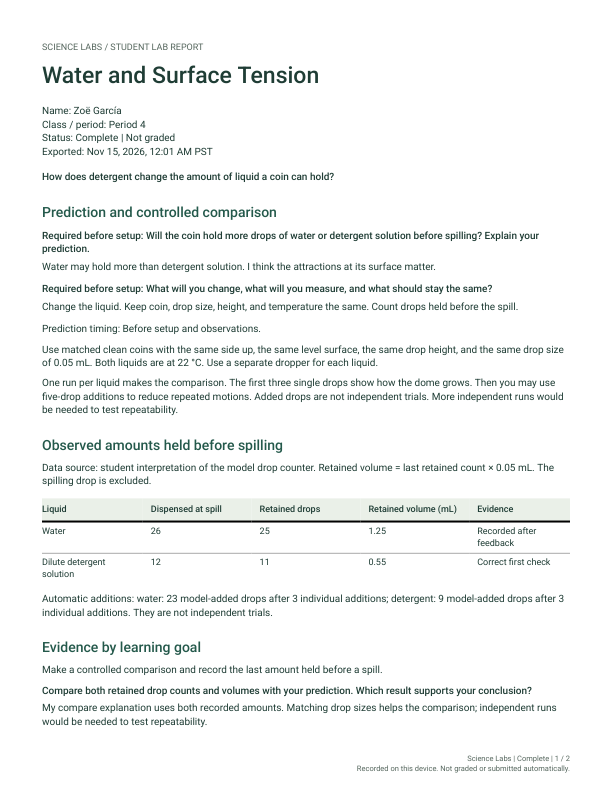 SCIENCE LABS / STUDENT LAB REPORT
Water and Surface Tension
Name: Zoë García
Class / period: Period 4
Status: Complete | Not graded
Exported: Nov 15, 2026, 12:01 AM PST
How does detergent change the amount of liquid a coin can hold?
Prediction and controlled comparison
Required before setup: Will the coin hold more drops of water or detergent solution before spilling? Explain your
prediction.
Water may hold more than detergent solution. I think the attractions at its surface matter.
Required before setup: What will you change, what will you measure, and what should stay the same?
Change the liquid. Keep coin, drop size, height, and temperature the same. Count drops held before the spill.
Prediction timing: Before setup and observations.
Use matched clean coins with the same side up, the same level surface, the same drop height, and the same drop size
of 0.05 mL. Both liquids are at 22 °C. Use a separate dropper for each liquid.
One run per liquid makes the comparison. The first three single drops show how the dome grows. Then you may use
five-drop additions to reduce repeated motions. Added drops are not independent trials. More independent runs would
be needed to test repeatability.
Observed amounts held before spilling
Data source: student interpretation of the model drop counter. Retained volume = last retained count × 0.05 mL. The
spilling drop is excluded.
Liquid Dispensed at spill Retained drops Retained volume (mL) Evidence
Water 26 25 1.25 Recorded after
feedback
Dilute detergent 12 11 0.55 Correct first check
solution
Automatic additions: water: 23 model-added drops after 3 individual additions; detergent: 9 model-added drops after 3
individual additions. They are not independent trials.
Evidence by learning goal
Make a controlled comparison and record the last amount held before a spill.
Compare both retained drop counts and volumes with your prediction. Which result supports your conclusion?
My compare explanation uses both recorded amounts. Matching drop sizes helps the comparison; independent runs
would be needed to test repeatability.
Science Labs | Complete | 1 / 2
Recorded on this device. Not graded or submitted automatically.